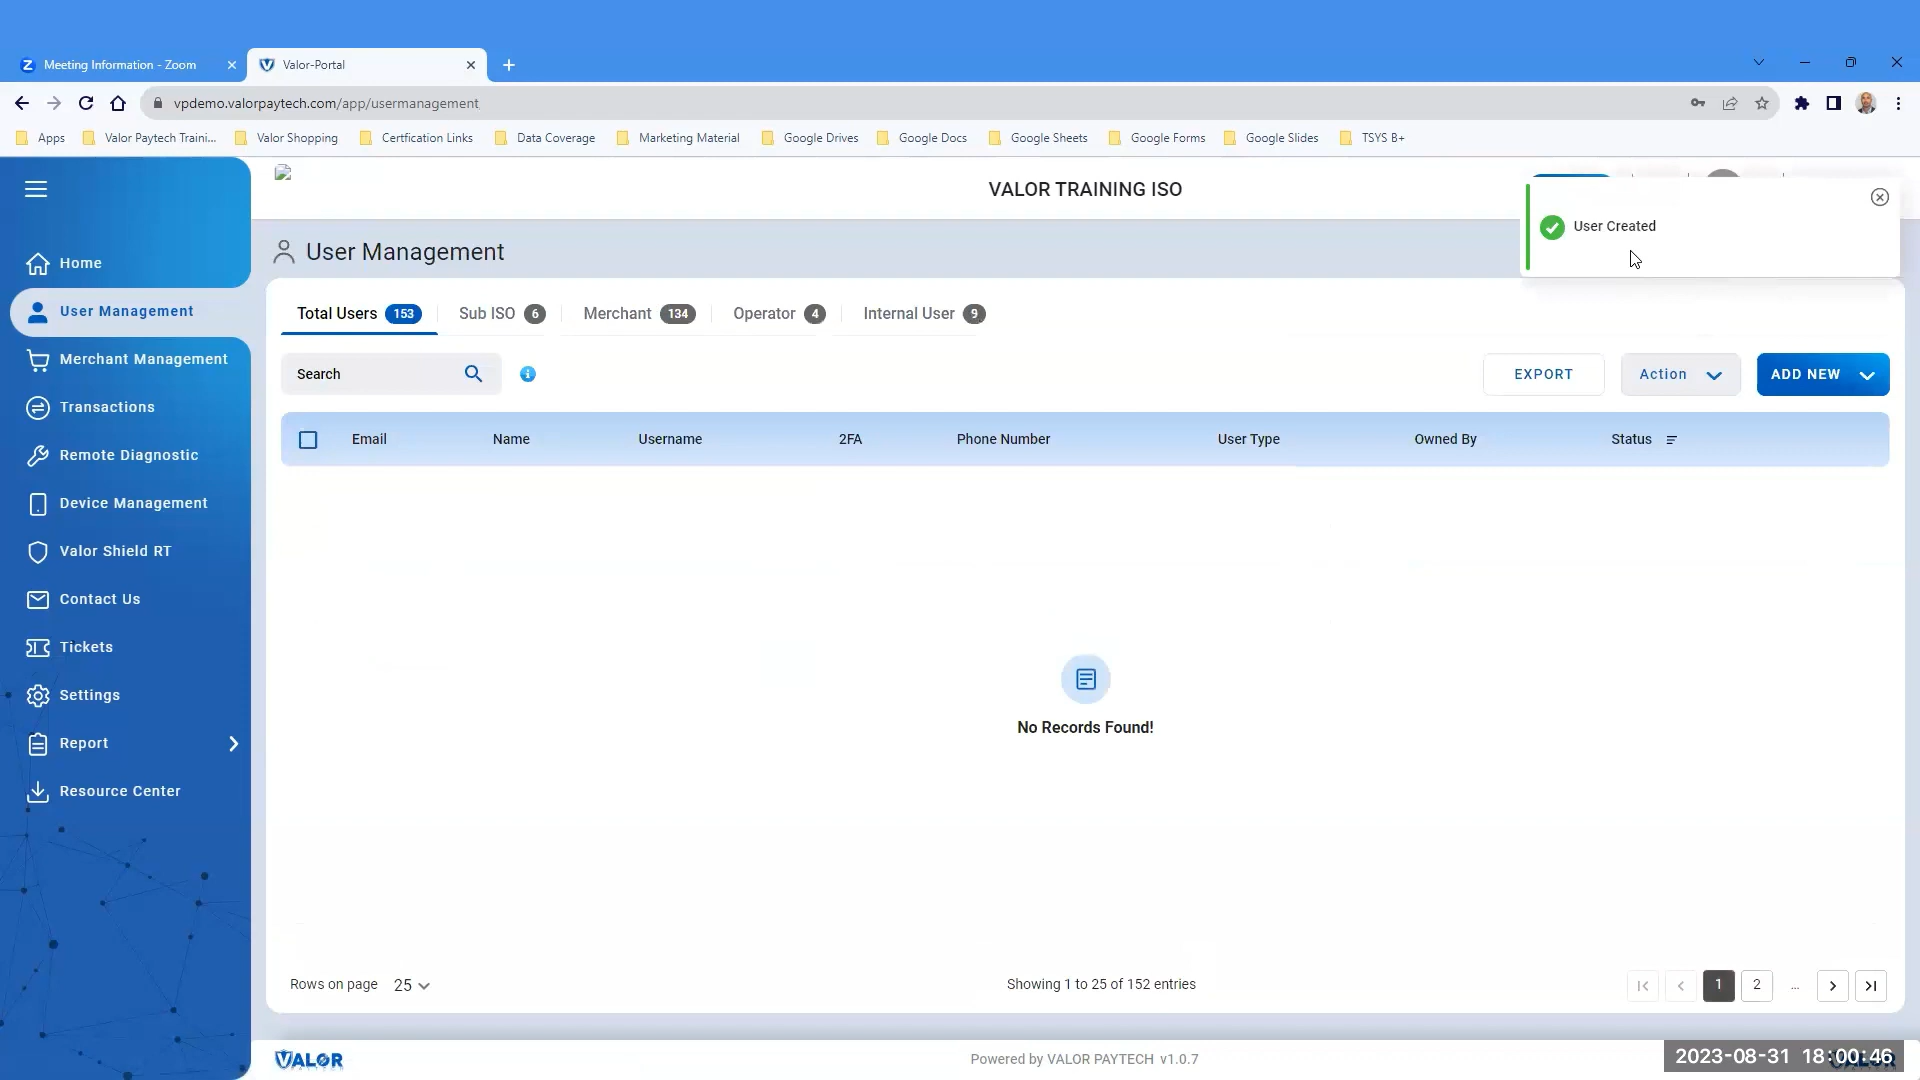 Meeting Information - Zoom
Valor-Portal
vpdemo.valorpaytech.com/app/usermanagement
Apps
Valor Paytech Traini...
Valor Shopping
Certfication Links
Data Coverage
Marketing Material
Google Drives
Google Docs
Google Sheets
Google Forms
Google Slides
TSYS B+
VALOR TRAINING ISO
User Created
Home
User Management
Merchant Management
Transactions
Remote Diagnostic
Device Management
Valor Shield RT
Contact Us
Tickets
Settings
Report
Resource Center
User Management
Total Users 153
Sub ISO 6
Merchant 134
Operator 4
Internal User 9
Search
EXPORT
Action
ADD NEW
Email Name Username 2FA Phone Number User Type Owned By Status
No Records Found!
Rows on page 25
Showing 1 to 25 of 152 entries
1 2 ...
VALOR
Powered by VALOR PAYTECH v1.0.7
2023-08-31 18:00:46